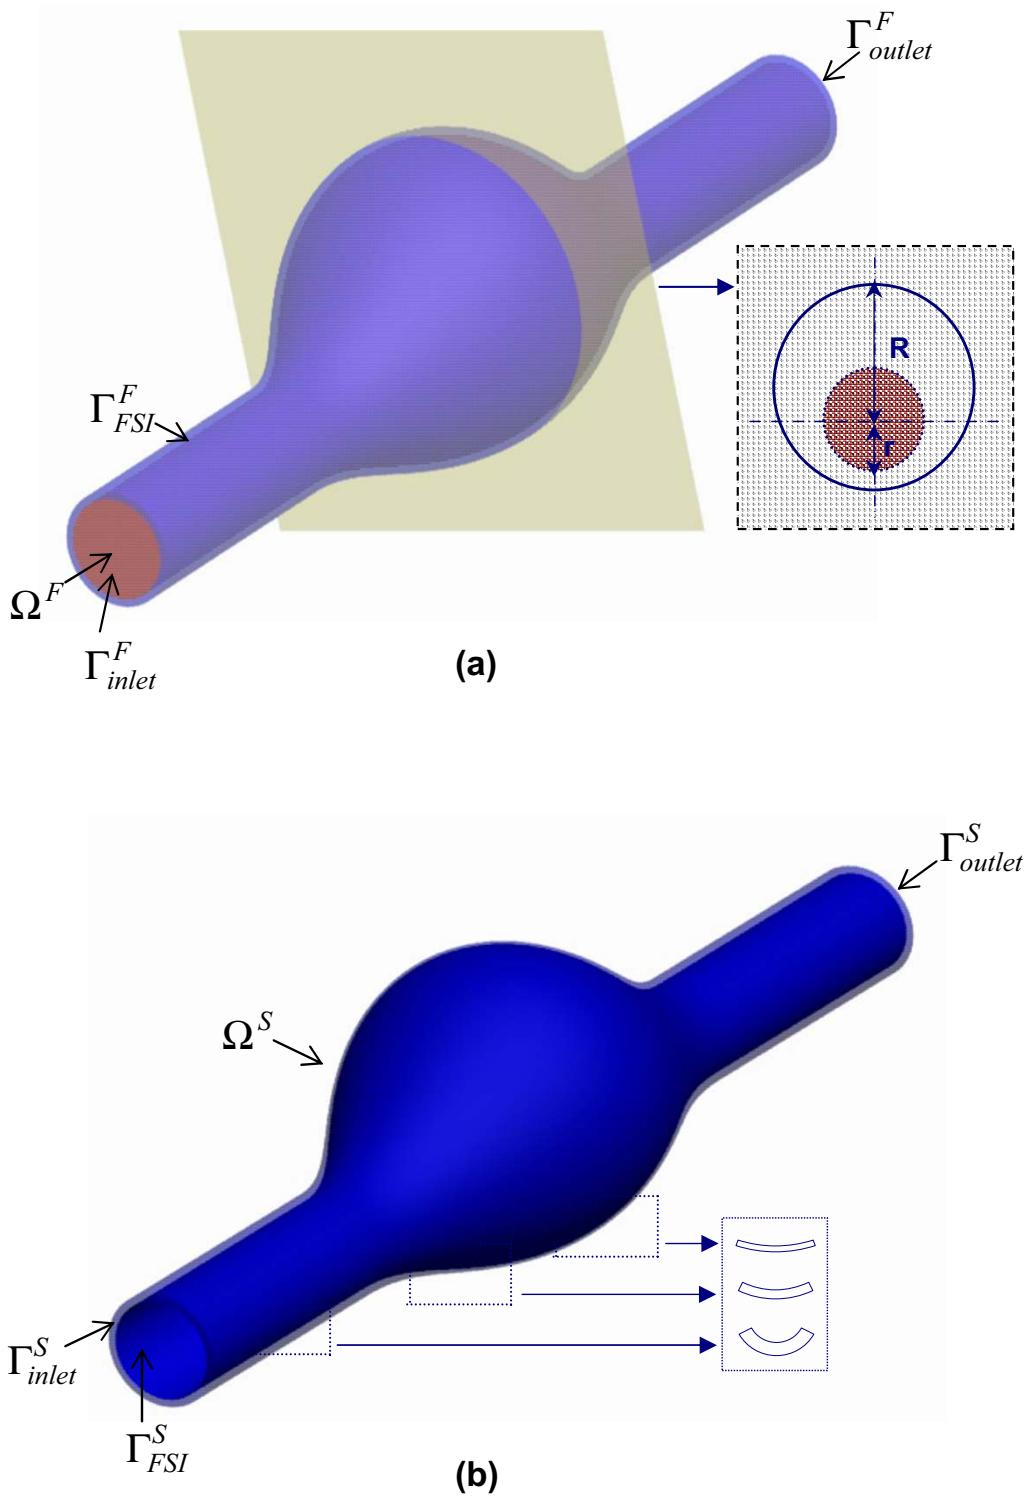 Γ^F_outlet
R
Γ^F_FSI
r
Ω^F
Γ^F_inlet
(a)
Γ^S_outlet
Ω^S
Γ^S_inlet
Γ^S_FSI
(b)